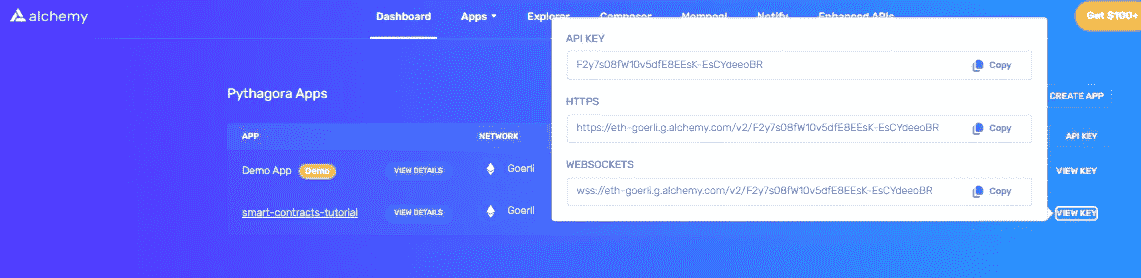 alchemy
Dashboard Apps Explorer Composer Mempool Notify Enhanced APIs Get $100+
API KEY
F2y7s08fW10v5dfE8EEsK-EsCYdeeoBR Copy
Pythagora Apps
CREATE APP
HTTPS
https://eth-goerli.g.alchemy.com/v2/F2y7s08fW10v5dfE8EEsK-EsCYdeeoBR Copy
APP NETWORK API KEY
WEBSOCKETS
Demo App Demo VIEW DETAILS Goerli VIEW KEY
wss://eth-goerli.g.alchemy.com/v2/F2y7s08fW10v5dfE8EEsK-EsCYdeeoBR Copy
smart-contracts-tutorial VIEW DETAILS Goerli VIEW KEY